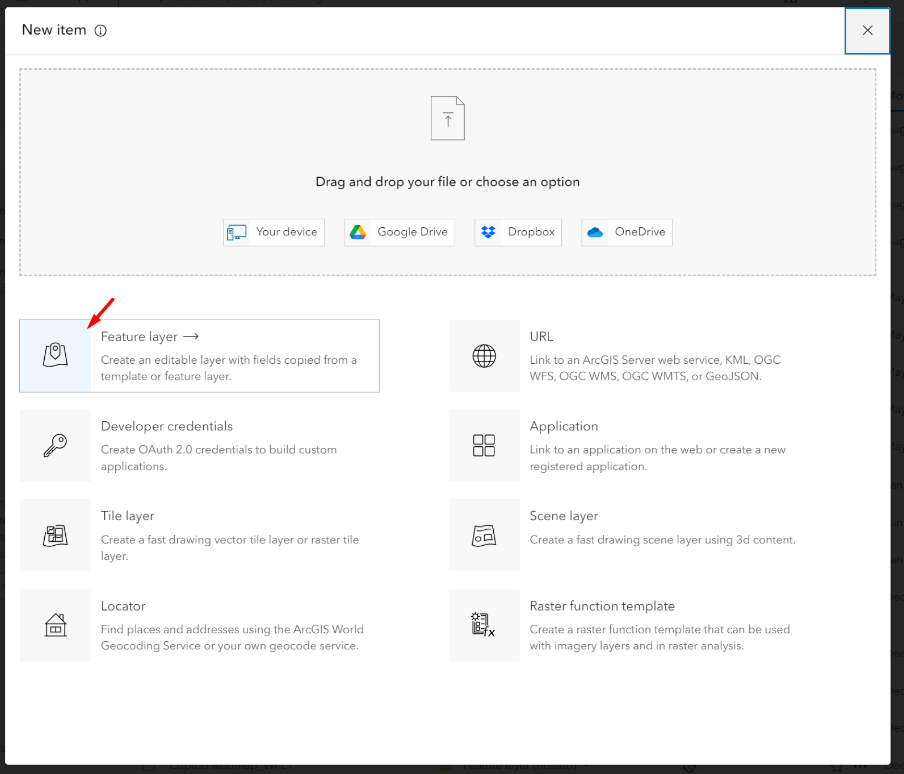 New item
Drag and drop your file or choose an option
Your device
Google Drive
Dropbox
OneDrive
Feature layer →
Create an editable layer with fields copied from a
template or feature layer.
URL
Link to an ArcGIS Server web service, KML, OGC
WFS, OGC WMS, OGC WMTS, or GeoJSON.
Developer credentials
Create OAuth 2.0 credentials to build custom
applications.
Application
Link to an application on the web or create a new
registered application.
Tile layer
Create a fast drawing vector tile layer or raster tile
layer.
Scene layer
Create a fast drawing scene layer using 3d content.
Locator
Find places and addresses using the ArcGIS World
Geocoding Service or your own geocode service.
fx
Raster function template
Create a raster function template that can be used
with imagery layers and in raster analysis.